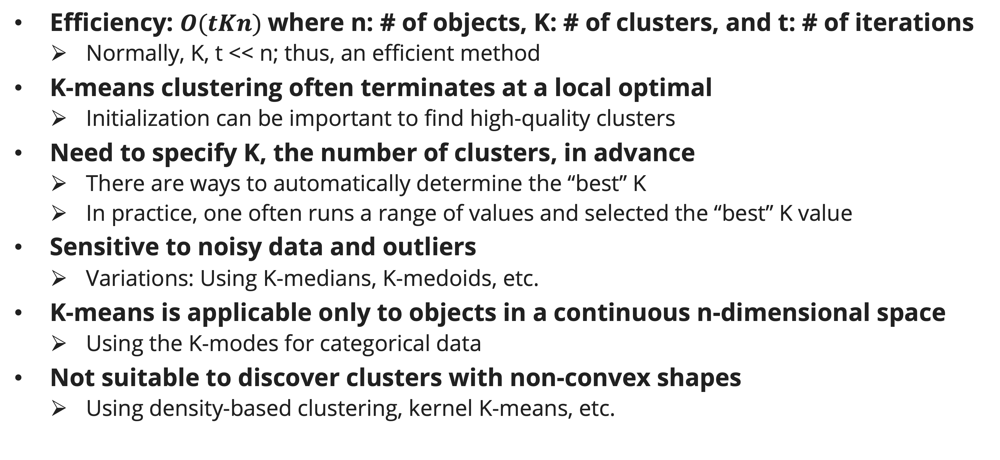 • Efficiency: O(tKn) where n: # of objects, K: # of clusters, and t: # of iterations
➢ Normally, K, t << n; thus, an efficient method
• K-means clustering often terminates at a local optimal
➢ Initialization can be important to find high-quality clusters
• Need to specify K, the number of clusters, in advance
➢ There are ways to automatically determine the “best” K
➢ In practice, one often runs a range of values and selected the “best” K value
• Sensitive to noisy data and outliers
➢ Variations: Using K-medians, K-medoids, etc.
• K-means is applicable only to objects in a continuous n-dimensional space
➢ Using the K-modes for categorical data
• Not suitable to discover clusters with non-convex shapes
➢ Using density-based clustering, kernel K-means, etc.